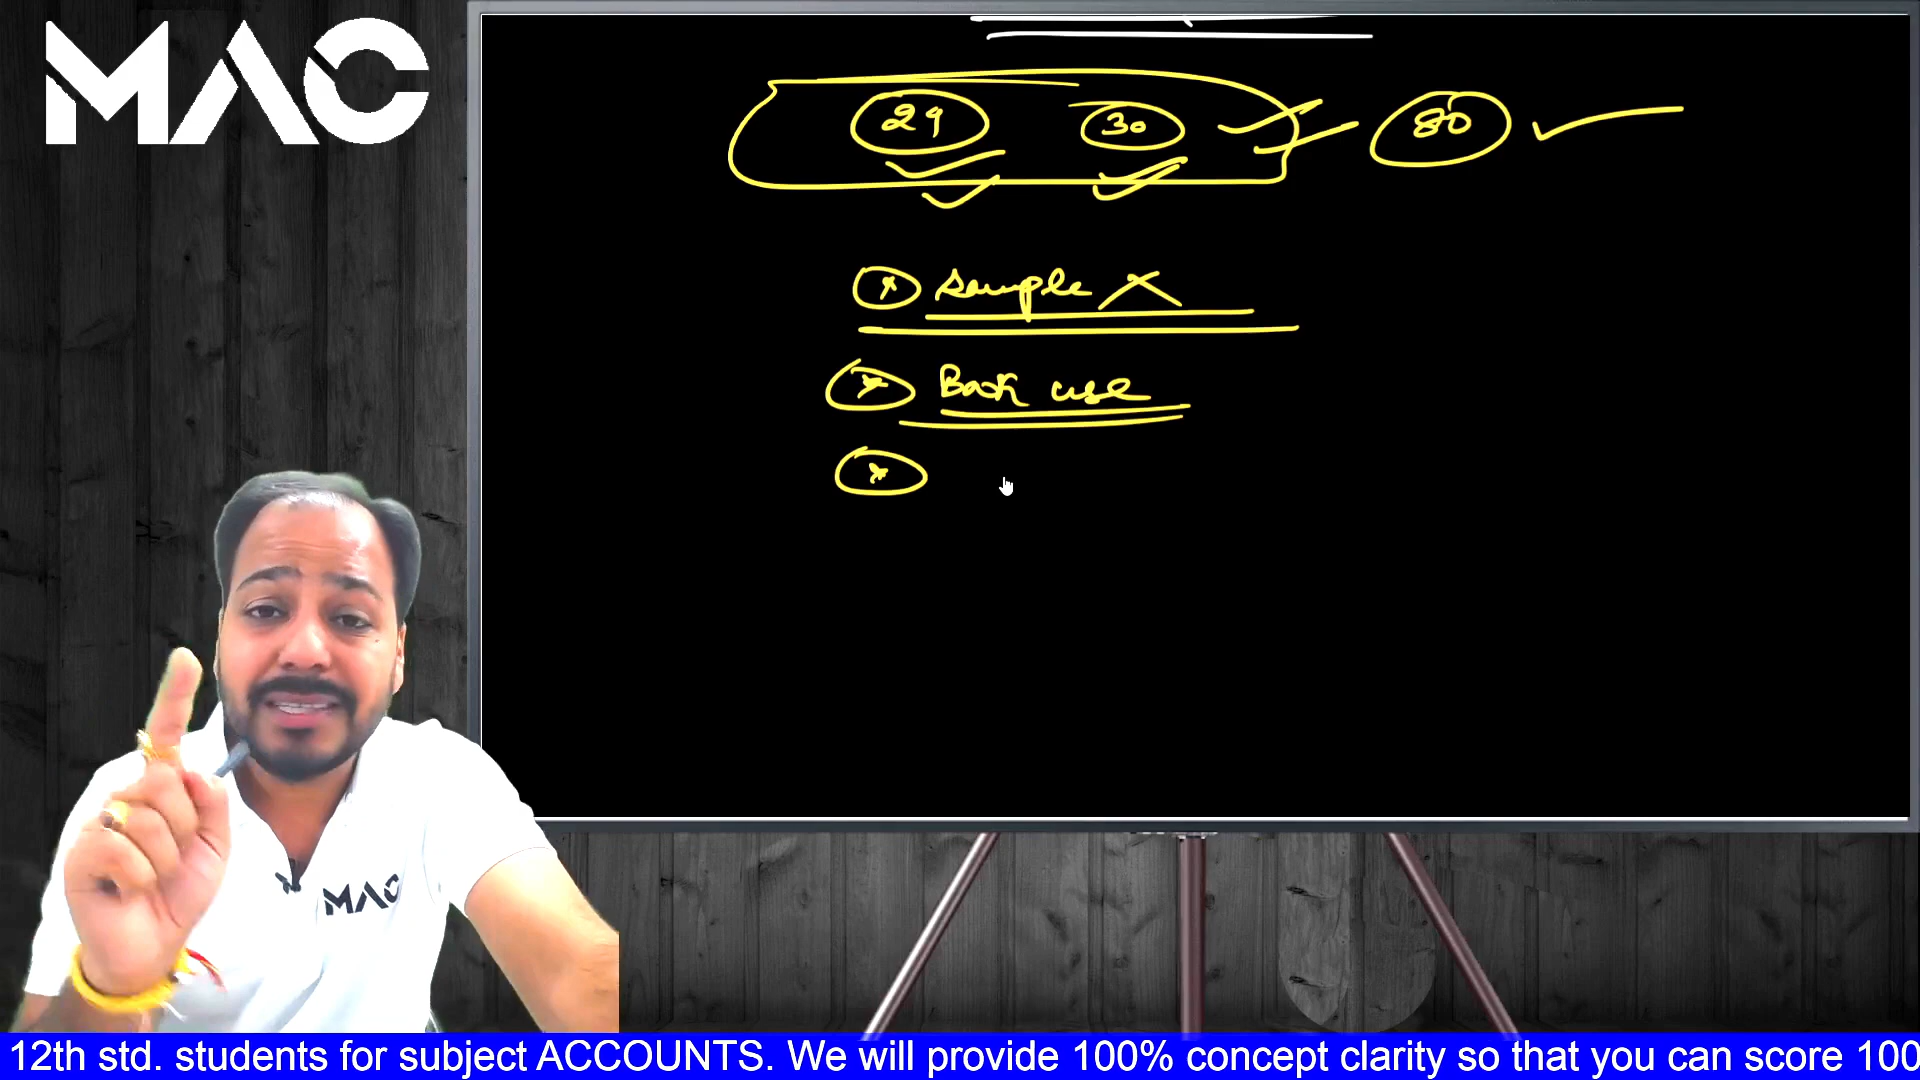 MAC
29 30 80
Sample
Book use
MAC
12th std. students for subject ACCOUNTS. We will provide 100% concept clarity so that you can score 100